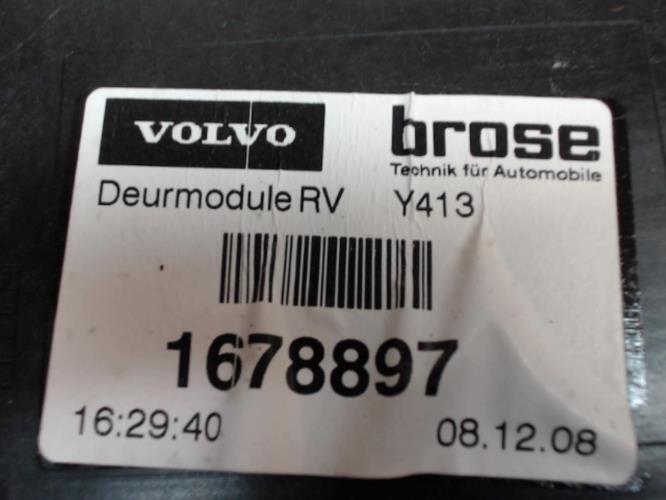 VOLVO brose
Technik für Automobile
Deurmodule RV Y413
1678897
16:29:40 08.12.08